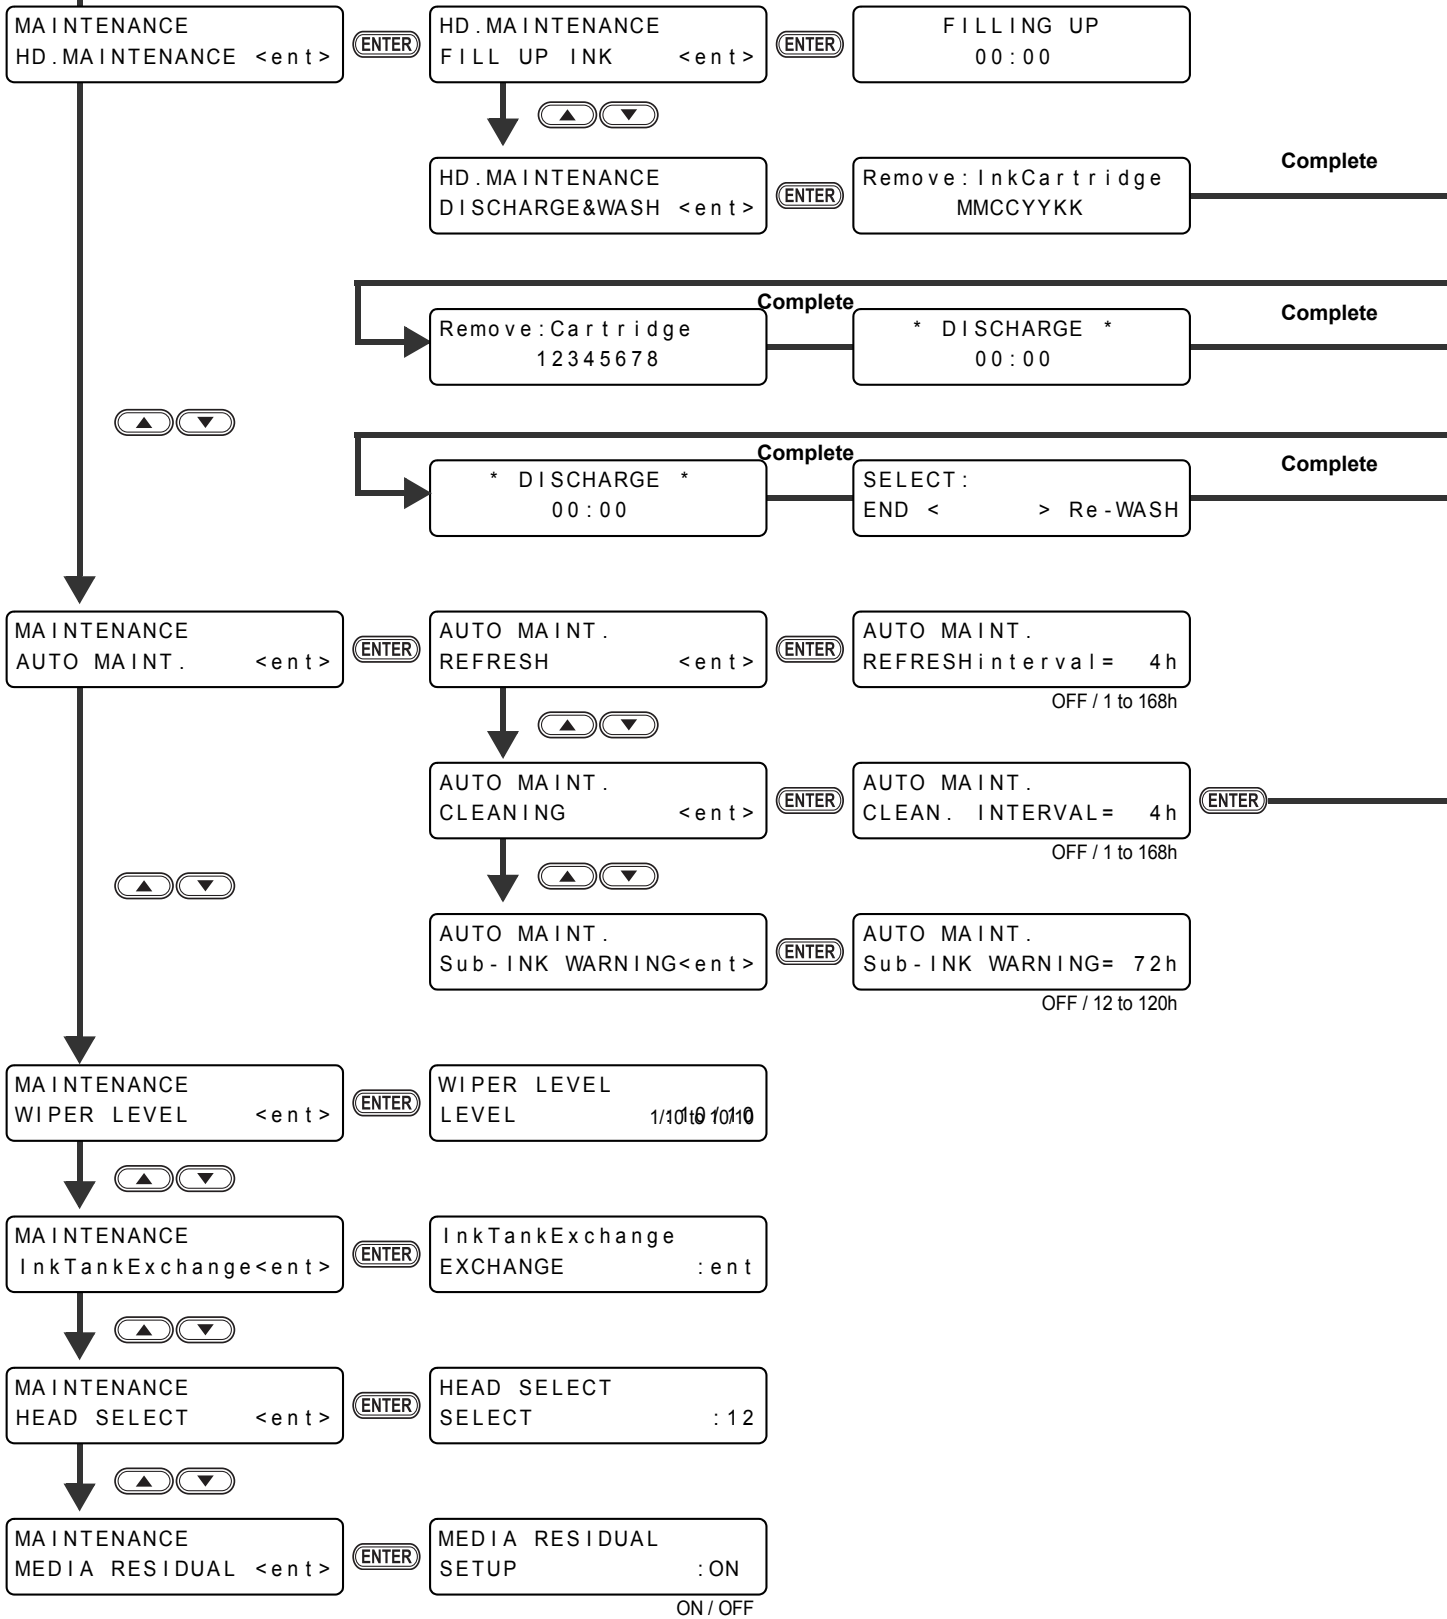 MAINTENANCE
HD.MAINTENANCE <ent>
ENTER
HD.MAINTENANCE
FILL UP INK <ent>
ENTER
FILLING UP
00:00
HD.MAINTENANCE
DISCHARGE&WASH <ent>
ENTER
Remove:InkCartridge
MMCCYYKK
Complete
Remove:Cartridge
12345678
Complete
* DISCHARGE *
00:00
Complete
* DISCHARGE *
00:00
Complete
SELECT:
END < > Re-WASH
Complete
MAINTENANCE
AUTO MAINT. <ent>
ENTER
AUTO MAINT.
REFRESH <ent>
ENTER
AUTO MAINT.
REFRESHinterval= 4h
OFF / 1 to 168h
AUTO MAINT.
CLEANING <ent>
ENTER
AUTO MAINT.
CLEAN. INTERVAL= 4h
ENTER
OFF / 1 to 168h
AUTO MAINT.
Sub-INK WARNING<ent>
ENTER
AUTO MAINT.
Sub-INK WARNING= 72h
OFF / 12 to 120h
MAINTENANCE
WIPER LEVEL <ent>
ENTER
WIPER LEVEL
LEVEL
1/10 to 10/10
MAINTENANCE
InkTankExchange<ent>
ENTER
InkTankExchange
EXCHANGE :ent
MAINTENANCE
HEAD SELECT <ent>
ENTER
HEAD SELECT
SELECT :12
MAINTENANCE
MEDIA RESIDUAL <ent>
ENTER
MEDIA RESIDUAL
SETUP :ON
ON / OFF